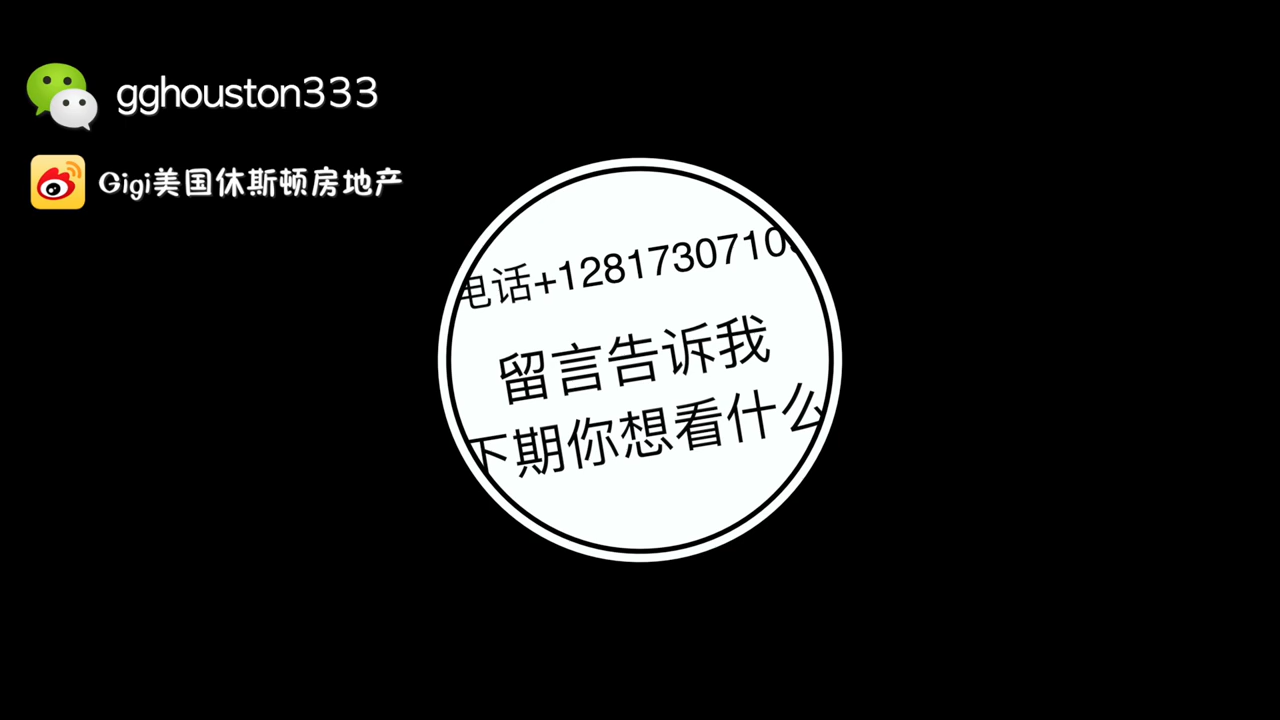 gghouston333
Gigi美国休斯顿房地产
电话+1281730710
留言告诉我
下期你想看什么